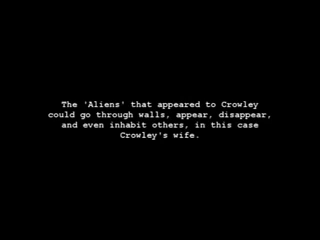 The 'Aliens' that appeared to Crowley
could go through walls, appear, disappear,
and even inhabit others, in this case
Crowley's wife.